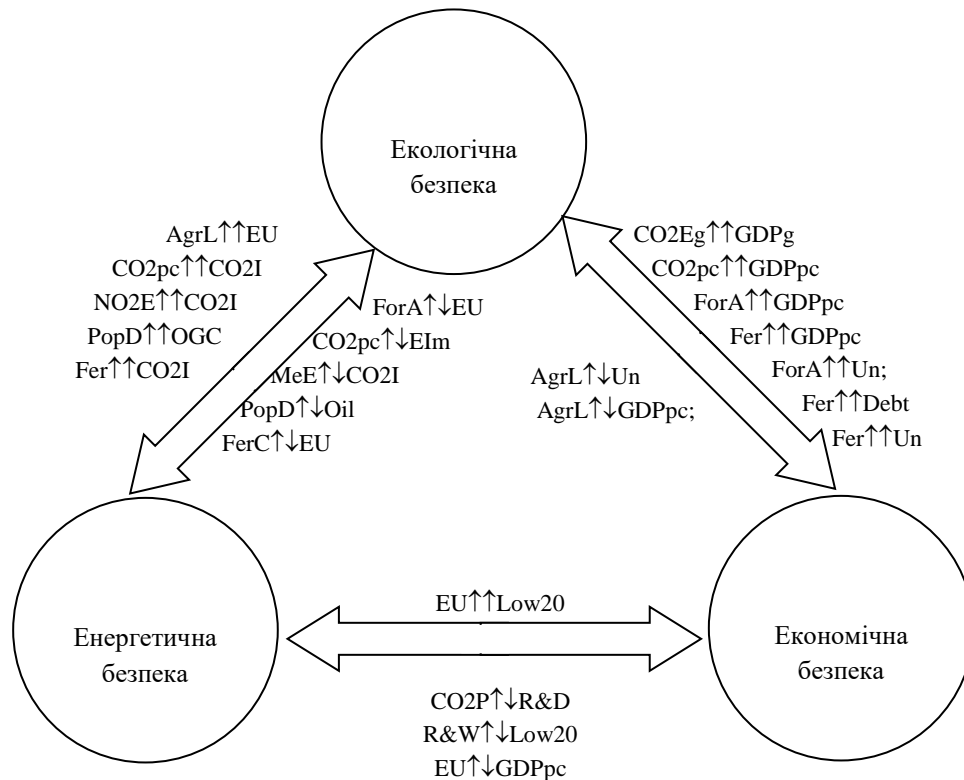 Екологічна
безпека
AgrL↑↑EU
CO2pc↑↑CO2I
NO2E↑↑CO2I
PopD↑↑OGC
Fer↑↑CO2I
ForA↑↓EU
CO2pc↑↓EIm
MeE↑↓CO2I
PopD↑↓Oil
FerC↑↓EU
CO2Eg↑↑GDPg
CO2pc↑↑GDPpc
ForA↑↑GDPpc
Fer↑↑GDPpc
ForA↑↑Un;
Fer↑↑Debt
Fer↑↑Un
AgrL↑↓Un
AgrL↑↓GDPpc;
Енергетична
безпека
EU↑↑Low20
CO2P↑↓R&D
R&W↑↓Low20
EU↑↓GDPpc
Економічна
безпека